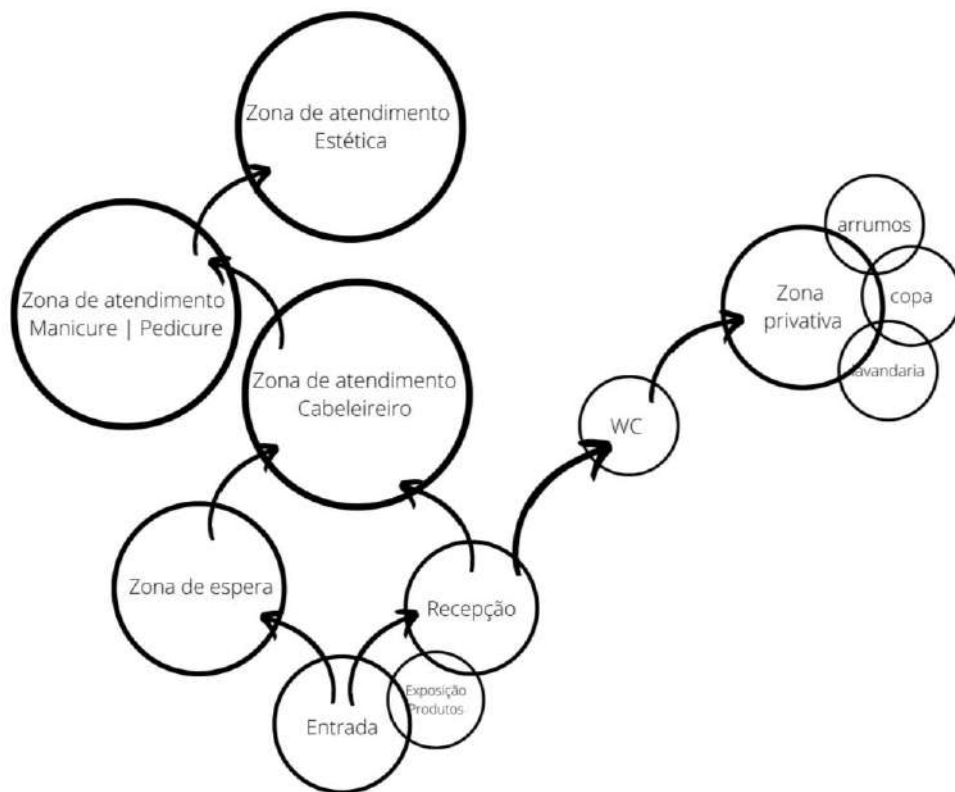 Zona de atendimento
Estética
arrumos
Zona de atendimento
Manicure | Pedicure
Zona
privativa
copa
lavandaria
Zona de atendimento
Cabeleireiro
WC
Zona de espera
Recepção
Exposição
Produtos
Entrada